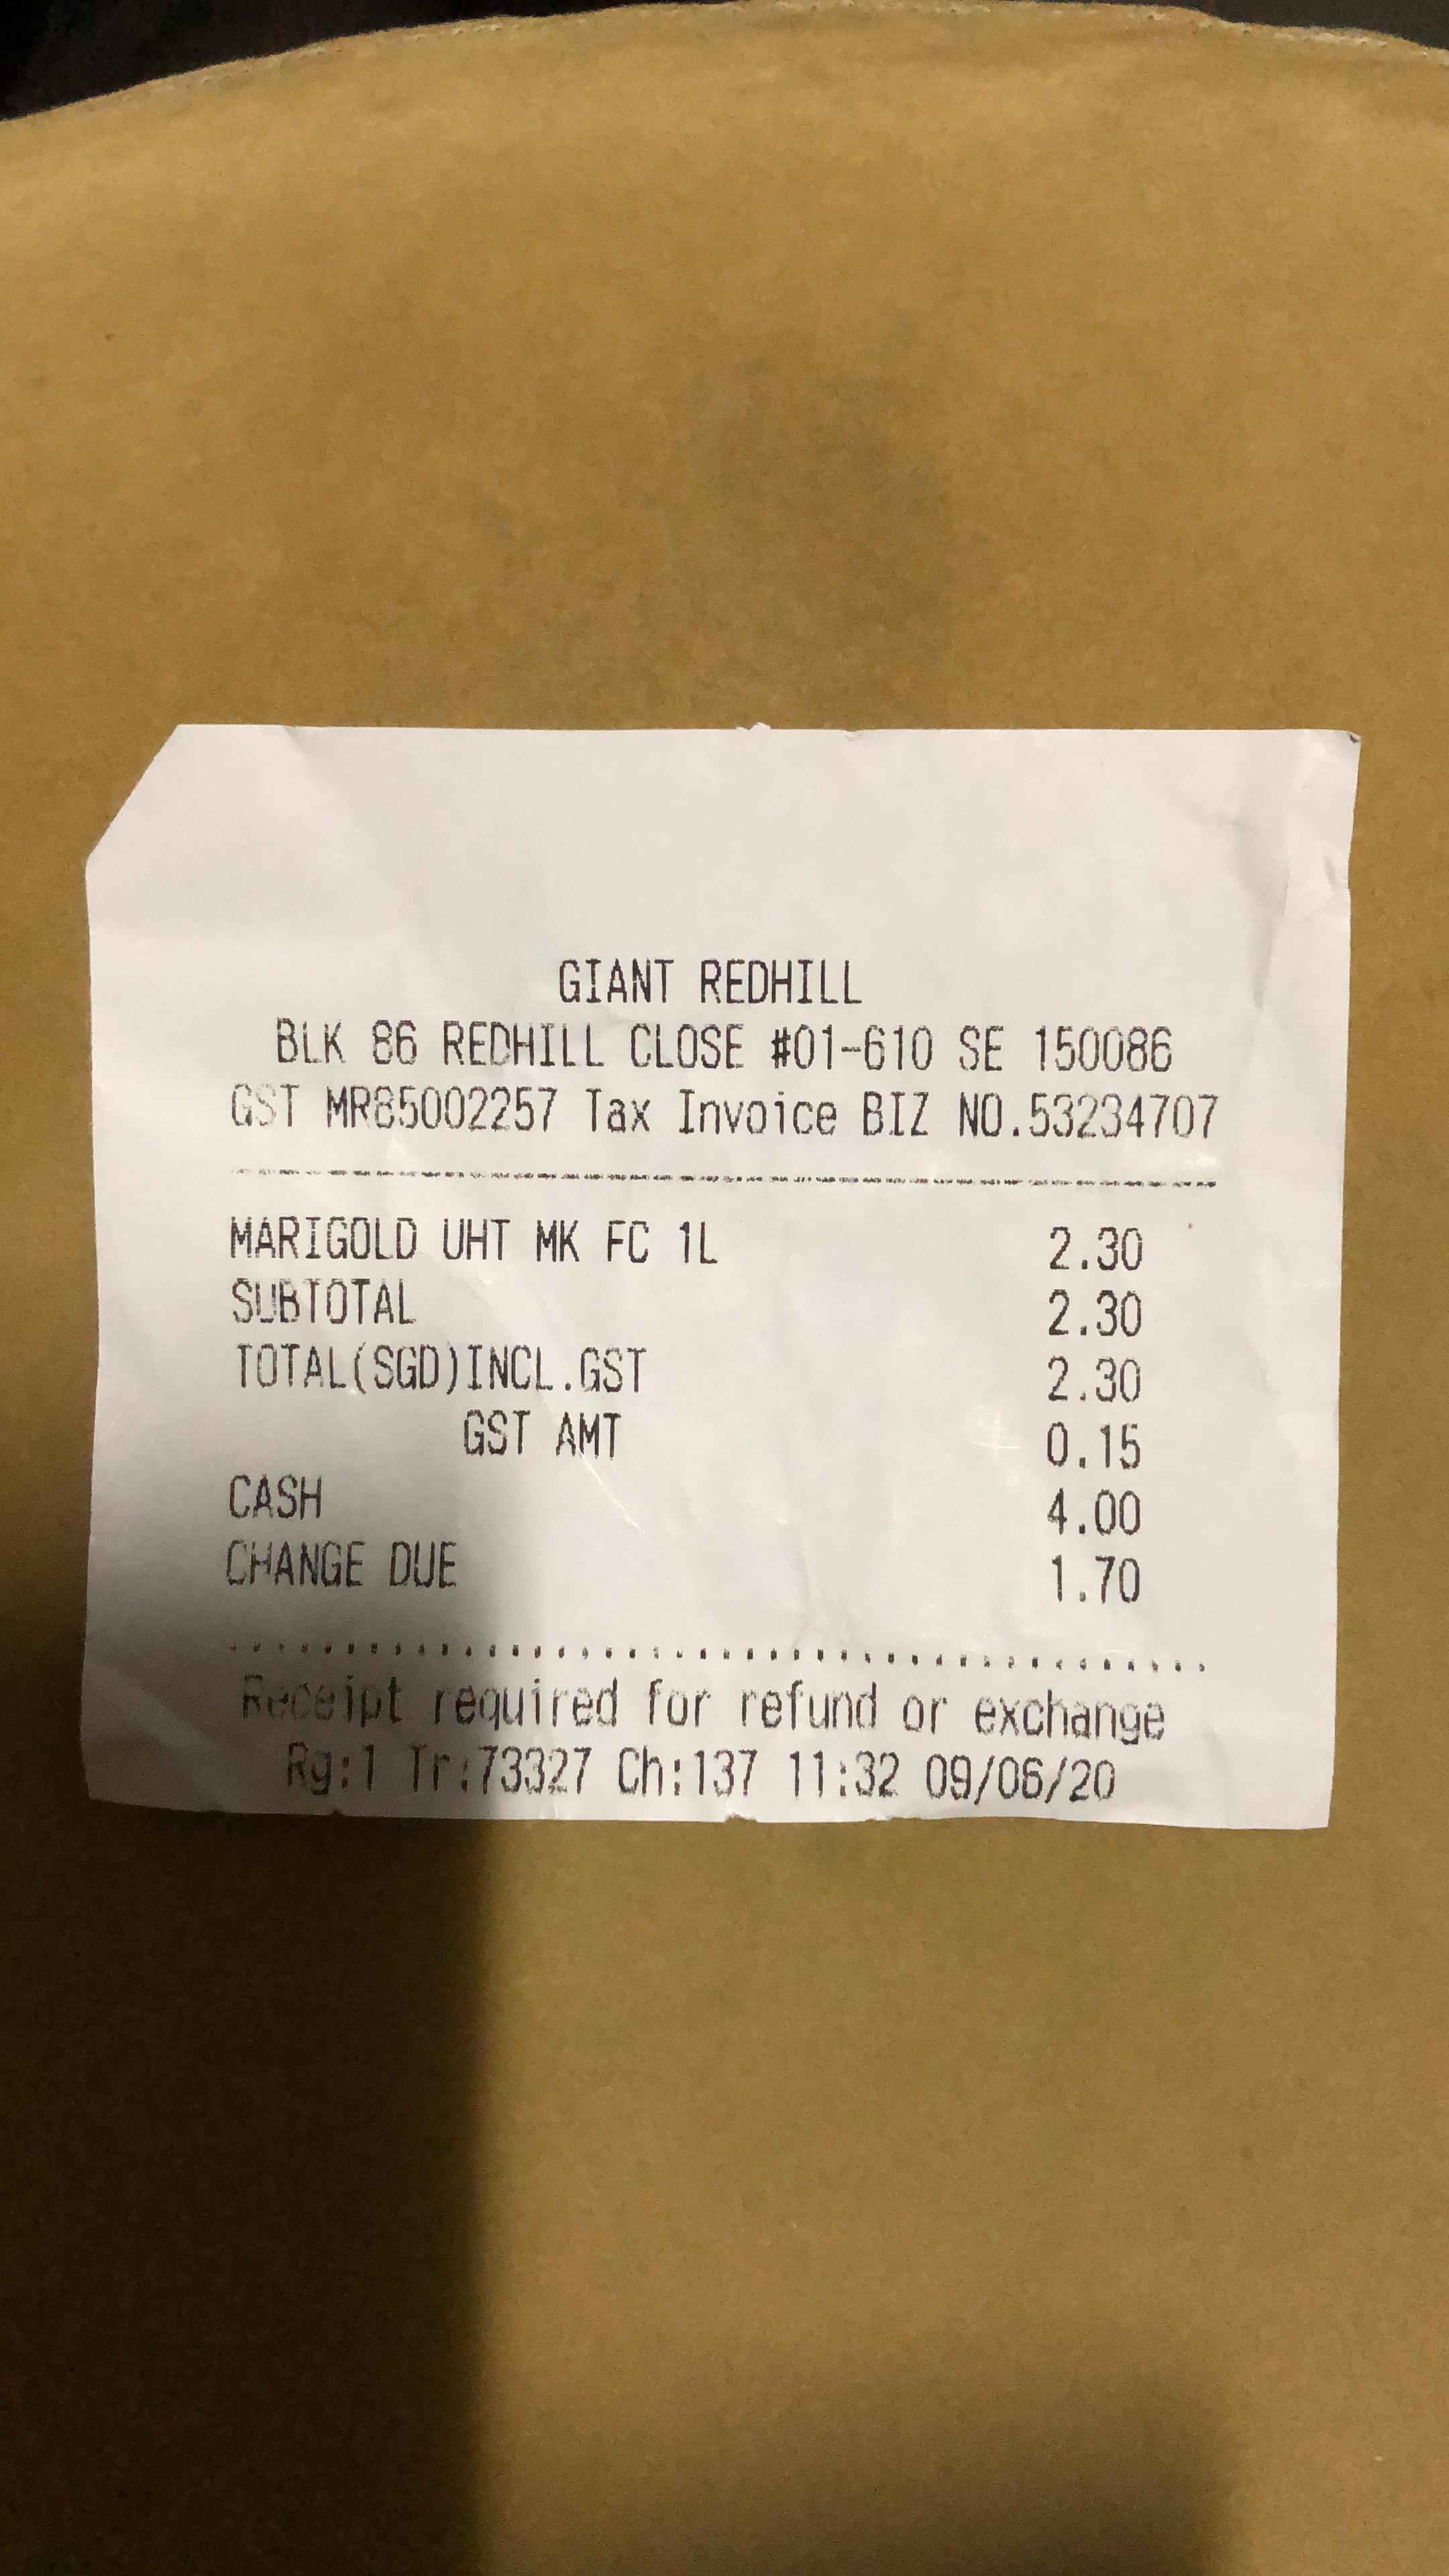 GIANT REDHILL
BLK 86 REDHILL CLOSE #01-610 SE 150086
GST MR85002257 Tax Invoice BIZ NO.53234707
MARIGOLD UHT MK FC 1L 2.30
SUBTOTAL 2.30
TOTAL(SGD)INCL.GST 2.30
GST AMT 0.15
CASH 4.00
CHANGE DUE 1.70
Receipt required for refund or exchange
Rg:1 Tr:73327 Ch:137 11:32 09/06/20